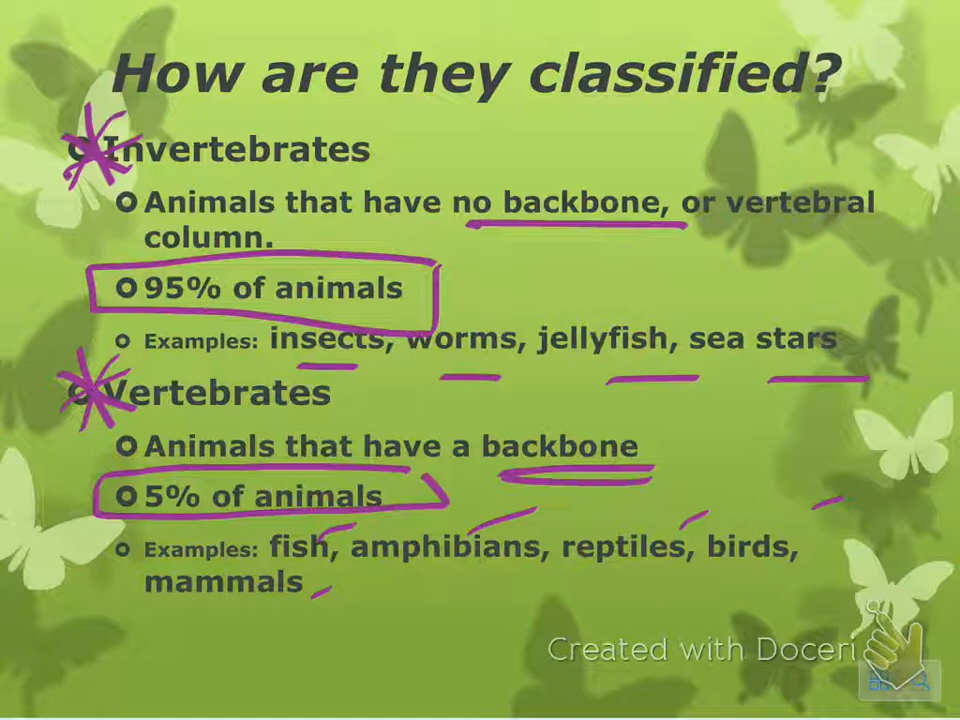 How are they classified?
Invertebrates
Animals that have no backbone, or vertebral
column.
95% of animals
Examples: insects, worms, jellyfish, sea stars
Vertebrates
Animals that have a backbone
5% of animals
Examples: fish, amphibians, reptiles, birds,
mammals
Created with Doceri